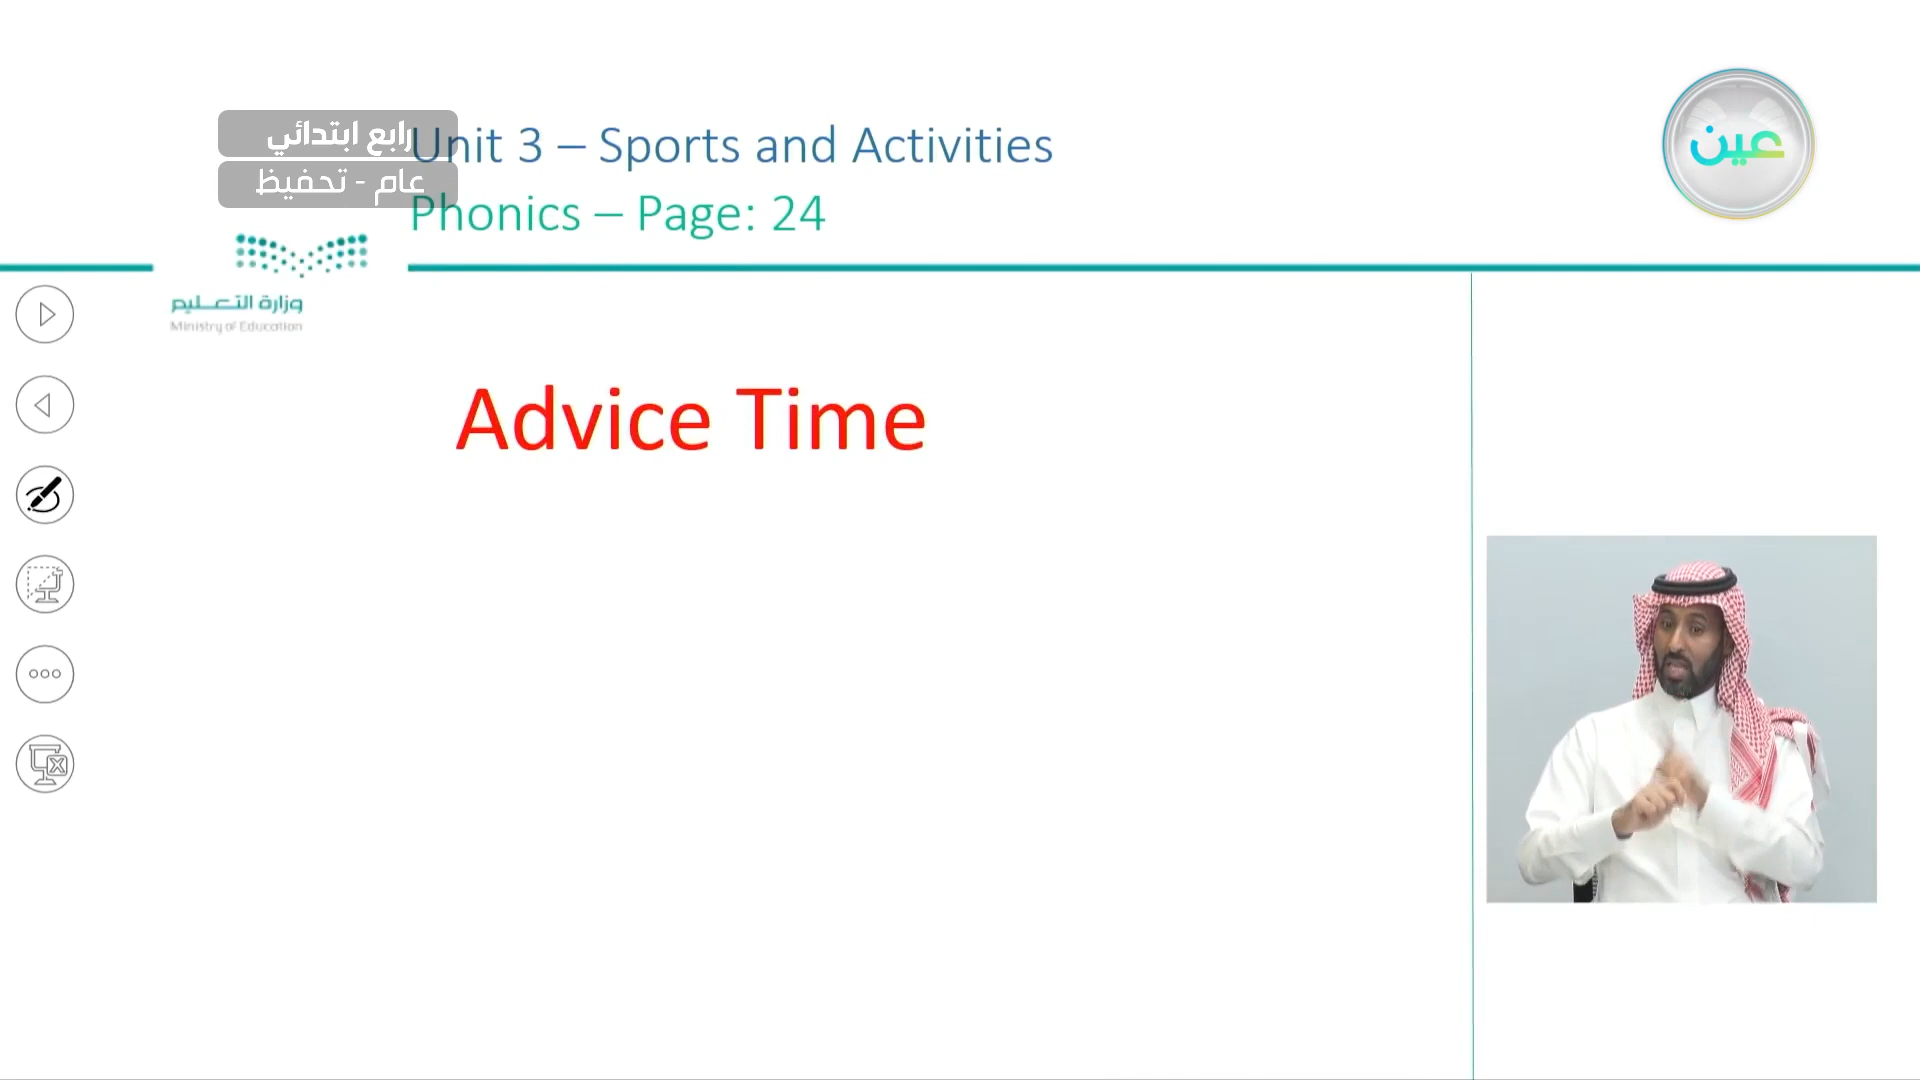 رابع ابتدائي
عام - تحفيظ
Unit 3 – Sports and Activities
Phonics – Page: 24
عين
وزارة التعليم
Ministry of Education
Advice Time